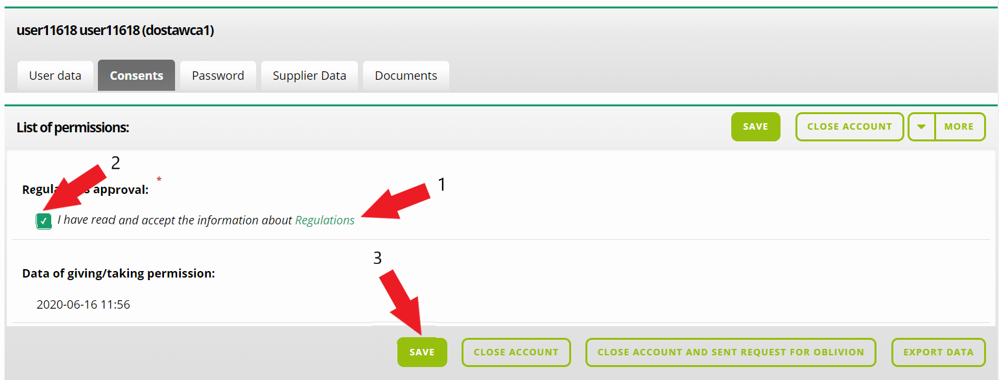 user11618 user11618 (dostawca1)
User data
Consents
Password
Supplier Data
Documents
List of permissions:
SAVE
CLOSE ACCOUNT
MORE
2
1
approval: *
I have read and accept the information about Regulations
3
Data of giving/taking permission:
2020-06-16 11:56
SAVE
CLOSE ACCOUNT
CLOSE ACCOUNT AND SENT REQUEST FOR OBLIVION
EXPORT DATA